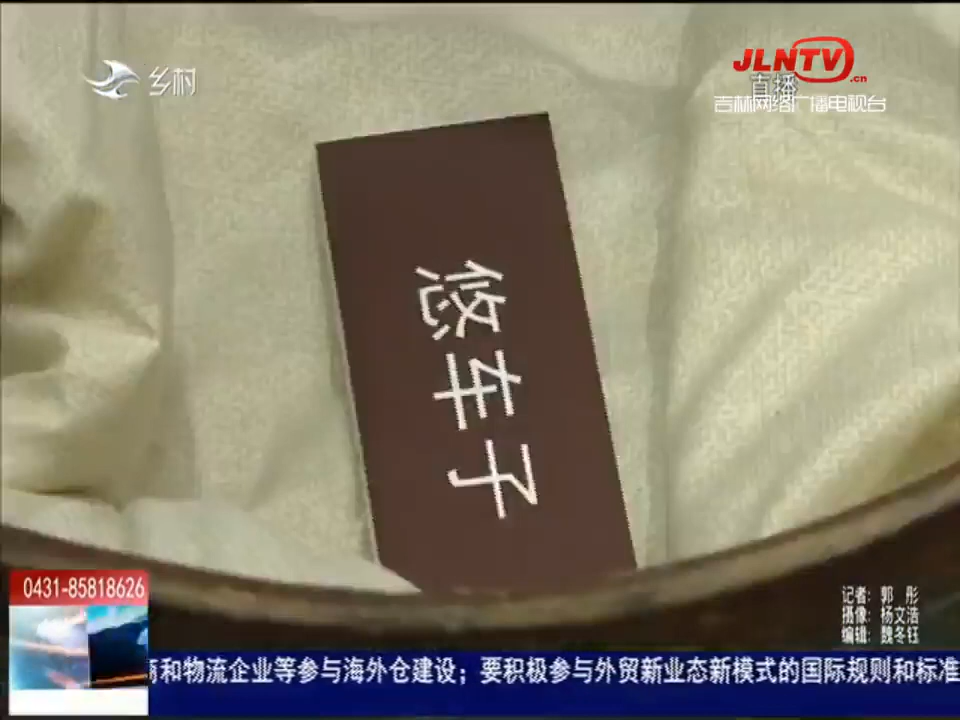 乡村
JLNTV.cn
直播
吉林网络广播电视台
悠车子
0431-85818626
记者：郭 彤
摄像：杨文浩
编辑：魏冬钰
商和物流企业等参与海外仓建设；要积极参与外贸新业态新模式的国际规则和标准